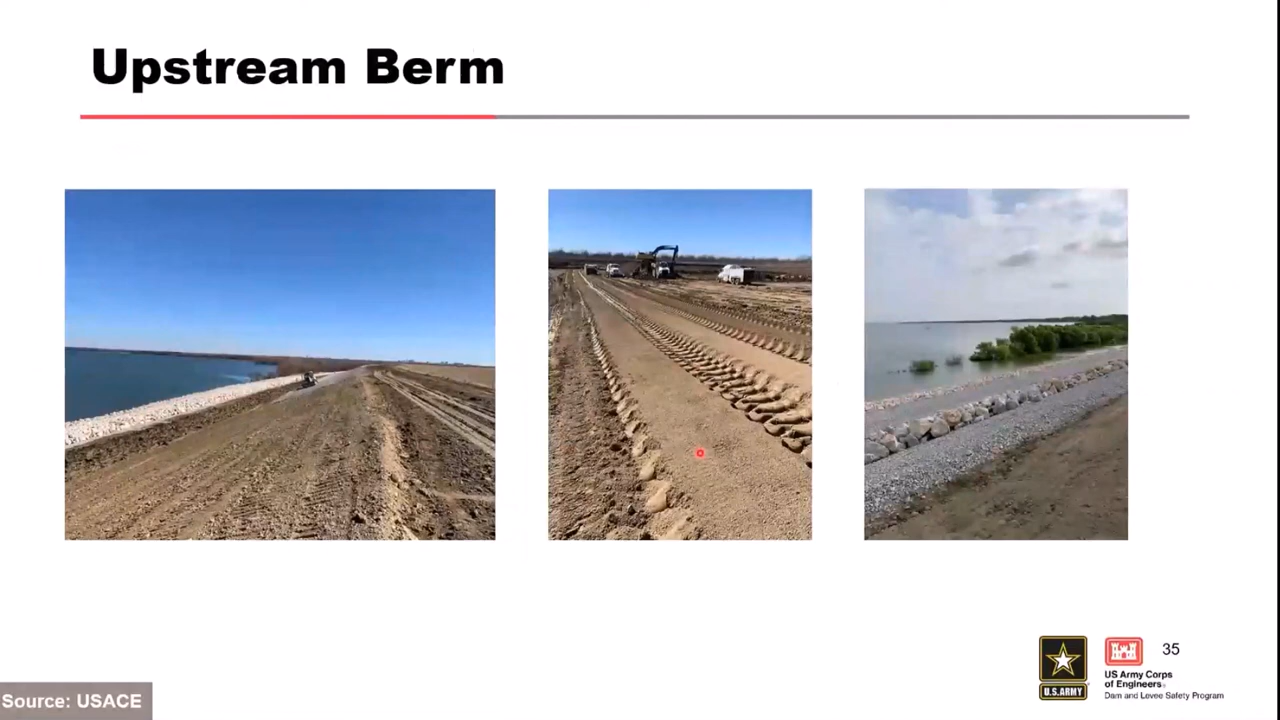 Upstream Berm
35
U.S.ARMY
US Army Corps
of Engineers®
Dam and Levee Safety Program
Source: USACE